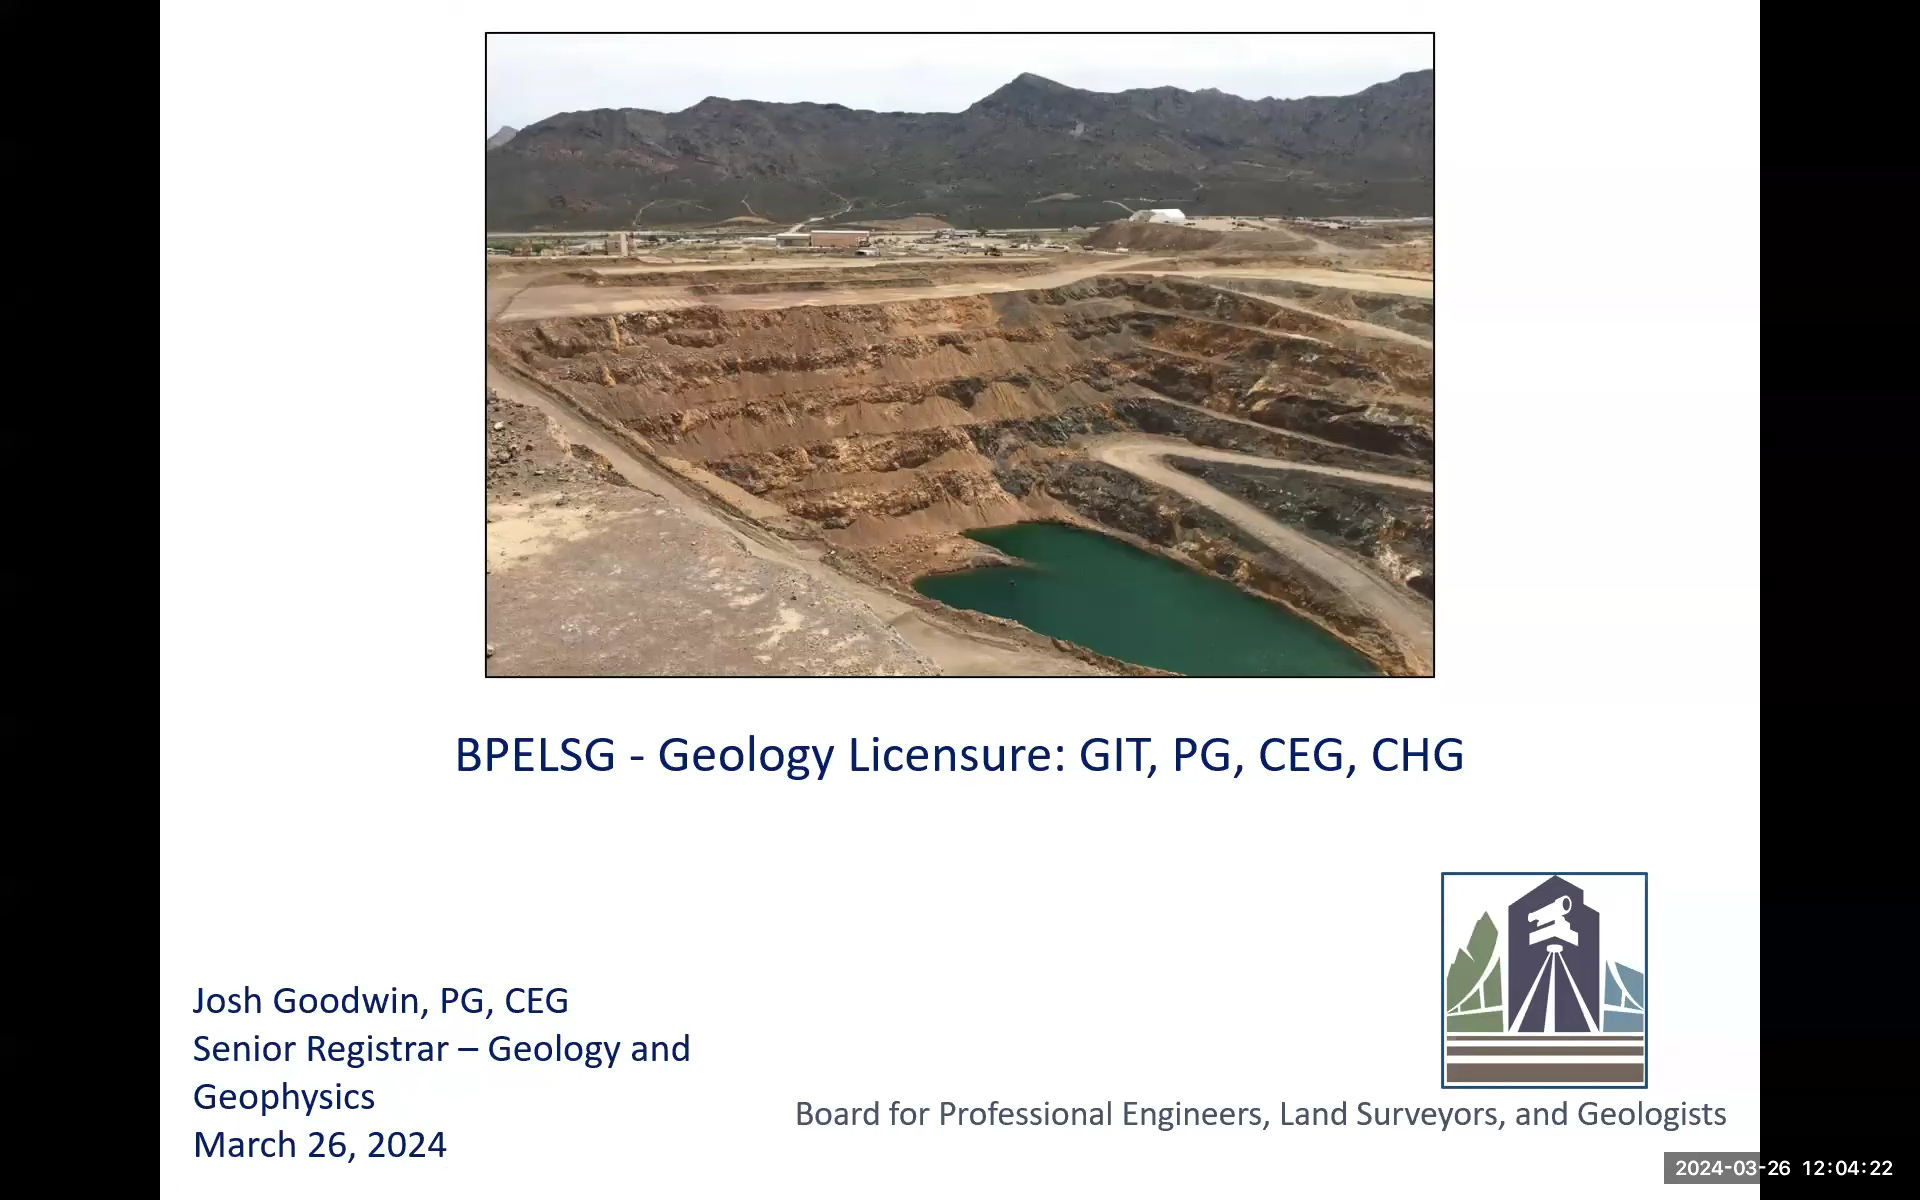 BPELSG - Geology Licensure: GIT, PG, CEG, CHG
Josh Goodwin, PG, CEG
Senior Registrar – Geology and
Geophysics
March 26, 2024
Board for Professional Engineers, Land Surveyors, and Geologists
2024-03-26 12:04:22